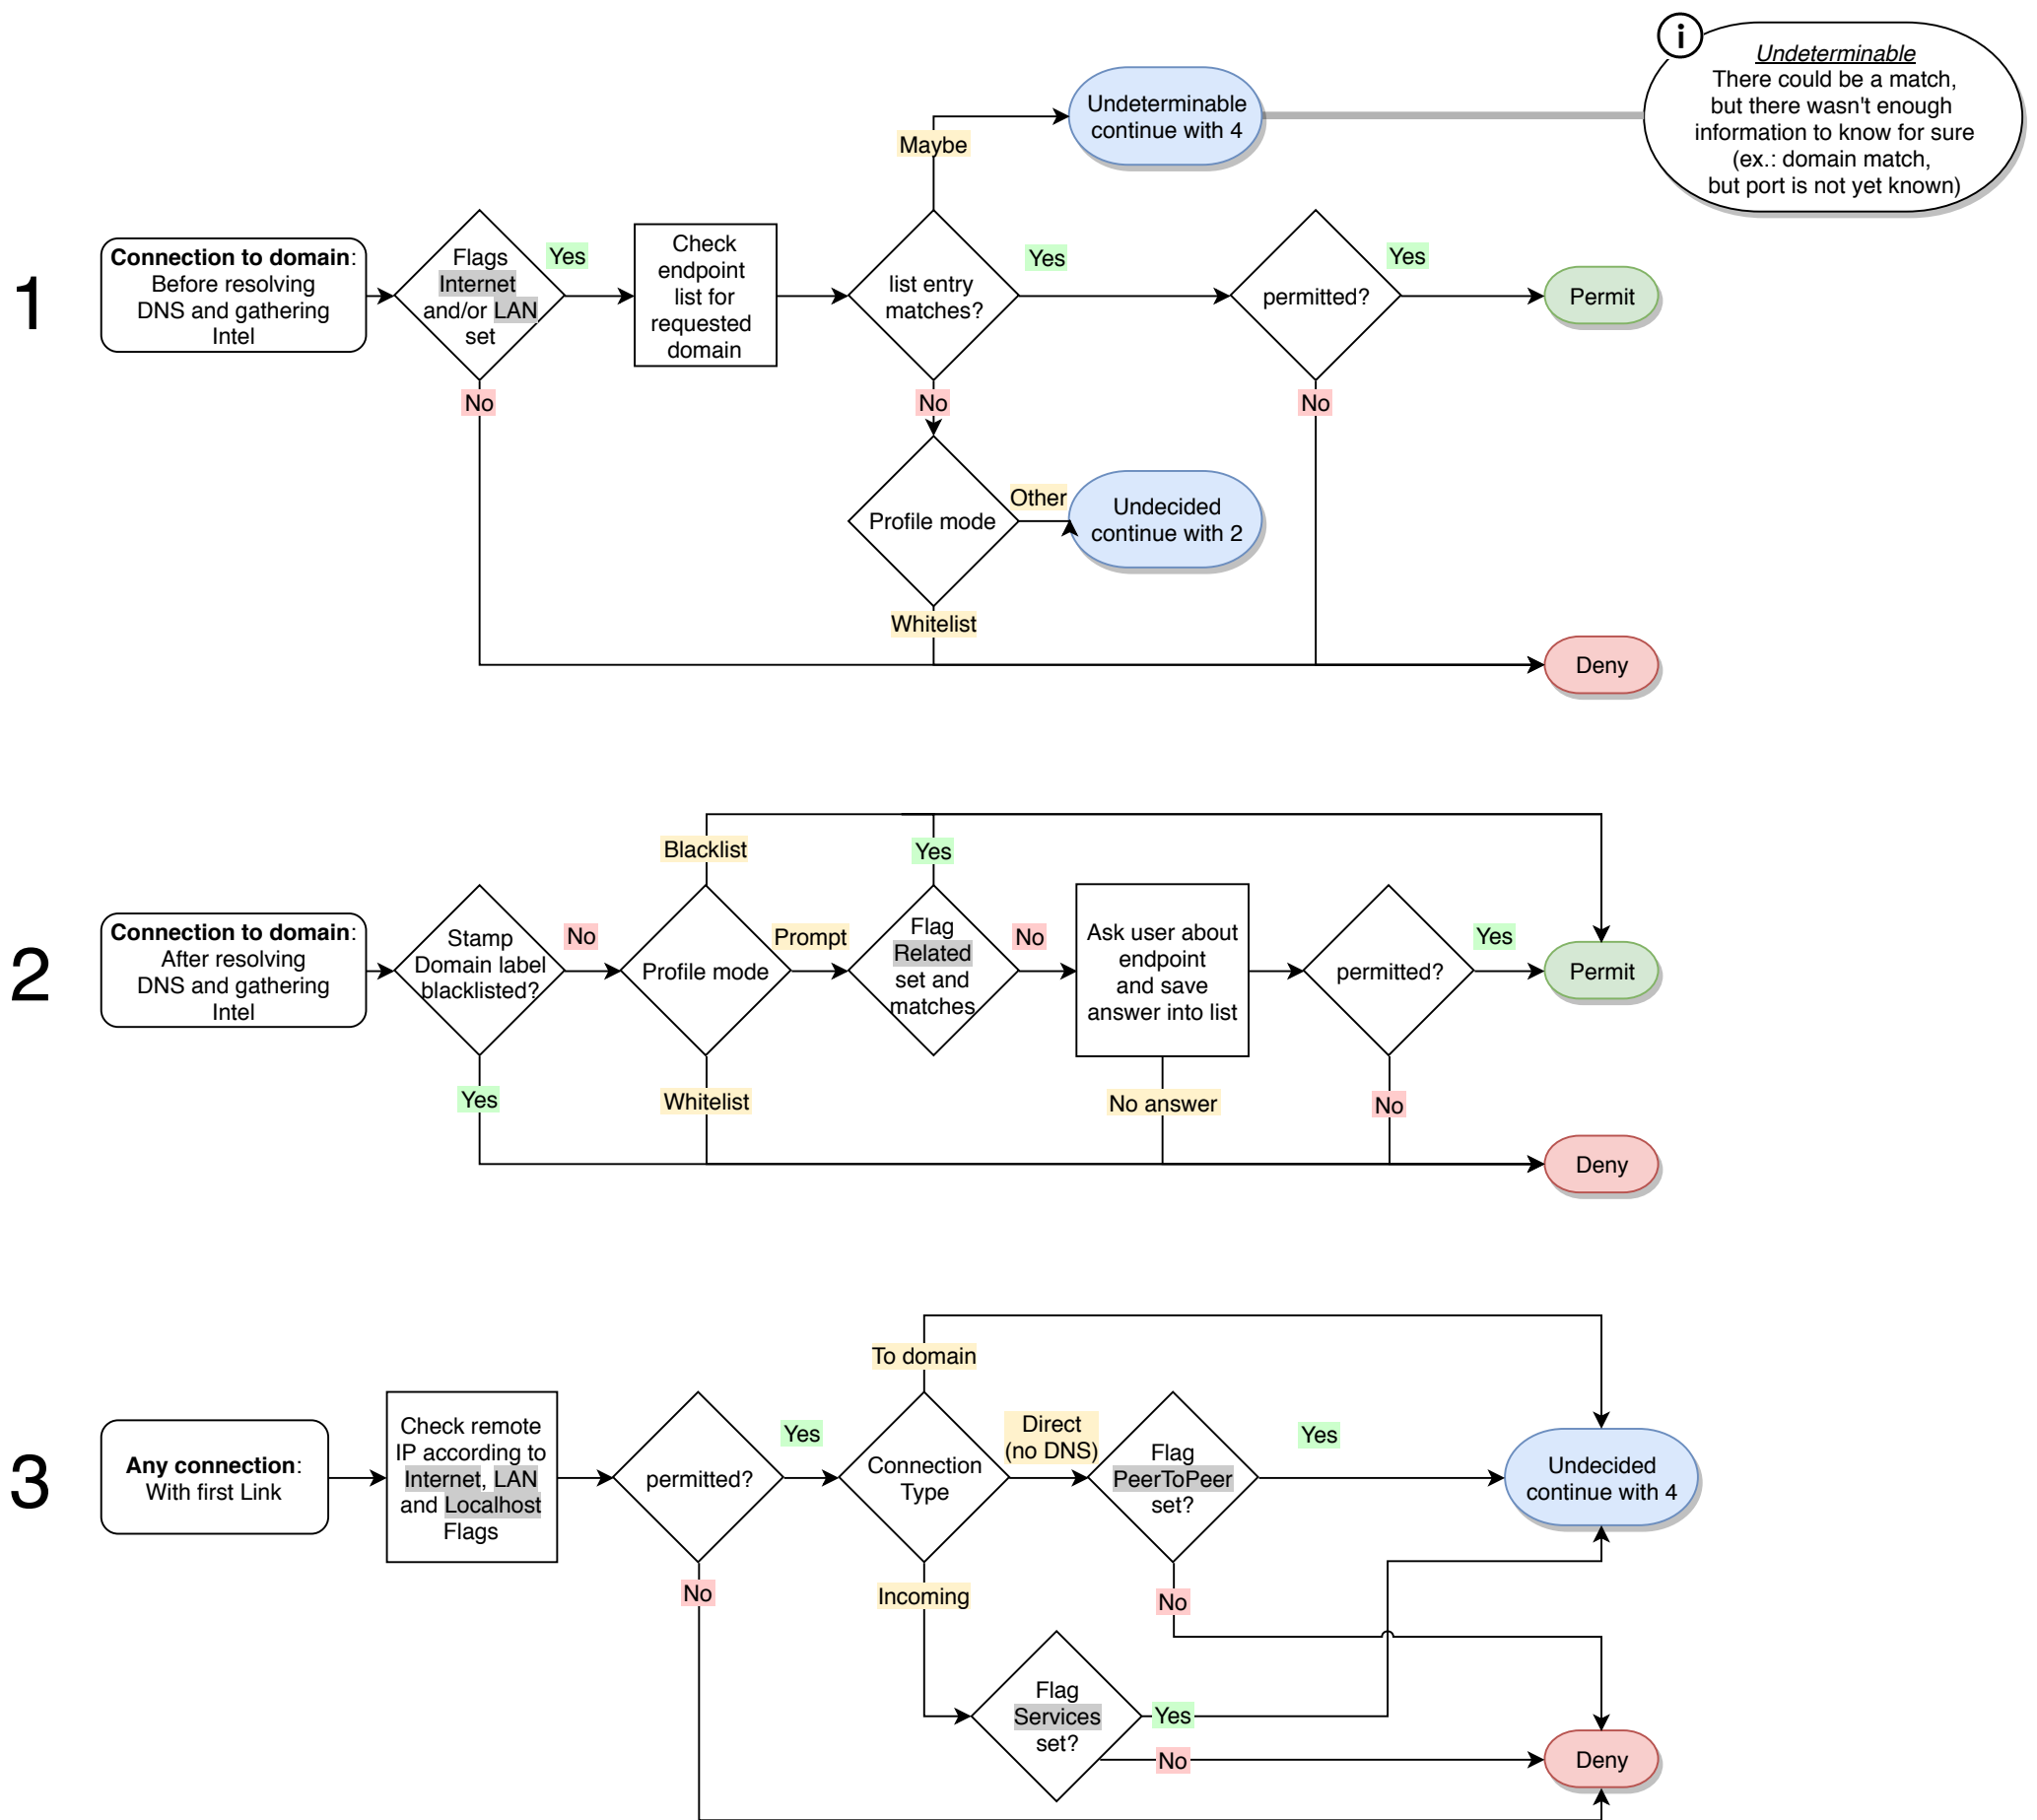 i
Undeterminable
There could be a match,
but there wasn't enough
information to know for sure
(ex.: domain match,
but port is not yet known)
Undeterminable
continue with 4
Maybe
1
Connection to domain:
Before resolving
DNS and gathering
Intel
Flags
Internet
and/or LAN
set
Yes
No
Check
endpoint
list for
requested
domain
list entry
matches?
Yes
No
permitted?
Yes
No
Permit
Profile mode
Other
Undecided
continue with 2
Whitelist
Deny
2
Connection to domain:
After resolving
DNS and gathering
Intel
Stamp
Domain label
blacklisted?
No
Yes
Profile mode
Blacklist
Prompt
Whitelist
Flag
Related
set and
matches
Yes
No
Ask user about
endpoint
and save
answer into list
No answer
permitted?
Yes
No
Permit
Deny
3
Any connection:
With first Link
Check remote
IP according to
Internet, LAN
and Localhost
Flags
permitted?
Yes
No
Connection
Type
To domain
Direct
(no DNS)
Incoming
Flag
PeerToPeer
set?
Yes
No
Undecided
continue with 4
Flag
Services
set?
Yes
No
Deny